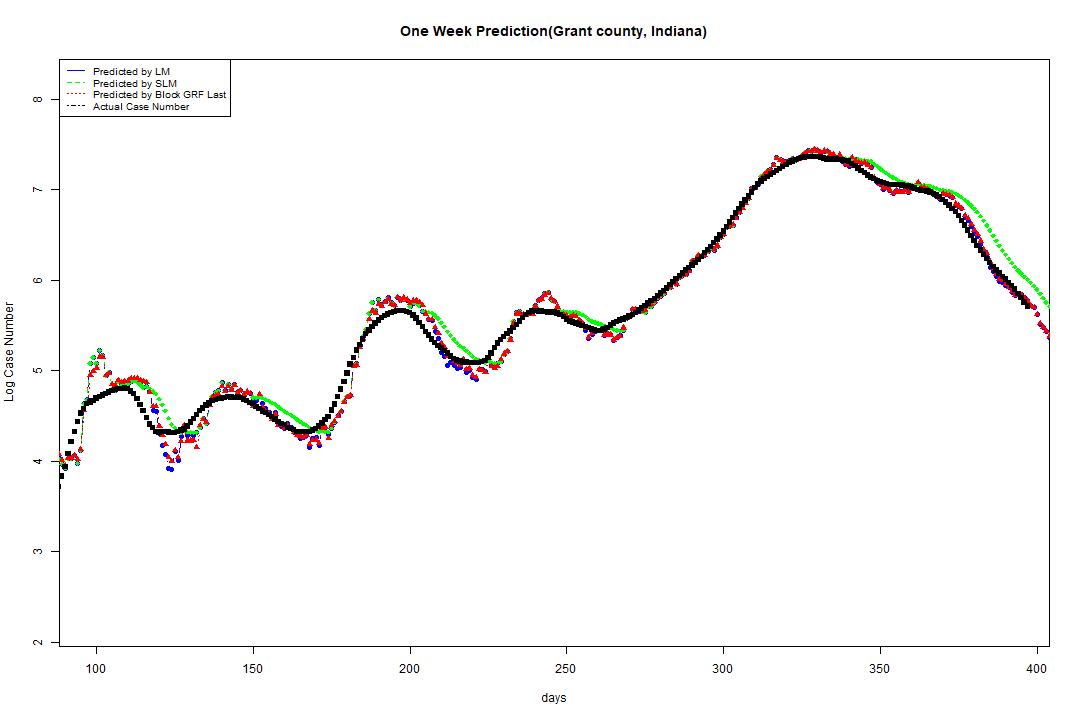 One Week Prediction(Grant county, Indiana)
Predicted by LM
Predicted by SLM
Predicted by Block GRF Last
Actual Case Number
8
7
6
5
4
3
2
Log Case Number
100 150 200 250 300 350 400
days